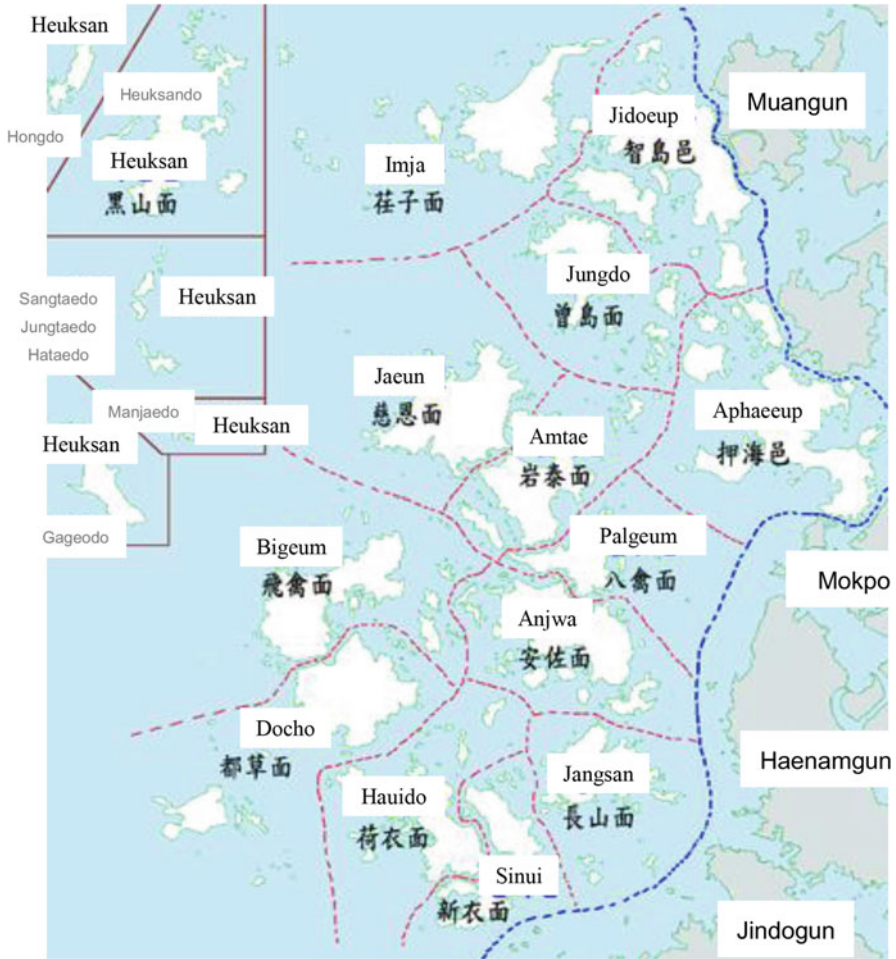 Heuksan
Heuksando
Hongdo
Heuksan
黑山面
Sangtaedo
Jungtaedo
Hataedo
Heuksan
Manjaedo
Heuksan
Heuksan
Gageodo
Imja
荏子面
Jidoeup
智島邑
Muangun
Jungdo
曾島面
Jaeun
慈恩面
Amtae
岩泰面
Aphaeeup
押海邑
Bigeum
飛禽面
Palgeum
八禽面
Mokpo
Anjwa
安佐面
Docho
都草面
Hauido
荷衣面
Jangsan
長山面
Haenamgun
Sinui
新衣面
Jindogun